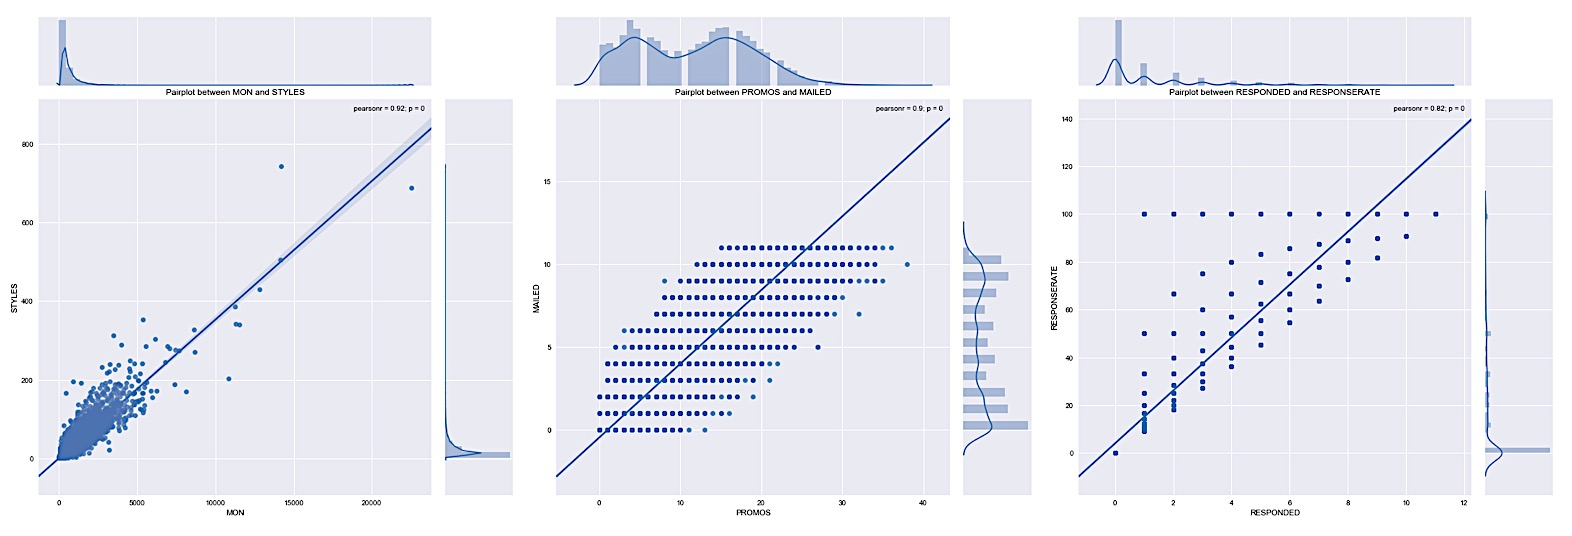 Pairplot between MON and STYLES
pearsonr = 0.92; p = 0
800
600
400
200
0
STYLES
0 5000 10000 15000 20000
MON
Pairplot between PROMOS and MAILED
pearsonr = 0.9; p = 0
15
10
5
0
MAILED
0 10 20 30 40
PROMOS
Pairplot between RESPONDED and RESPONSERATE
pearsonr = 0.82; p = 0
140
120
100
80
60
40
20
0
RESPONSERATE
0 2 4 6 8 10 12
RESPONDED